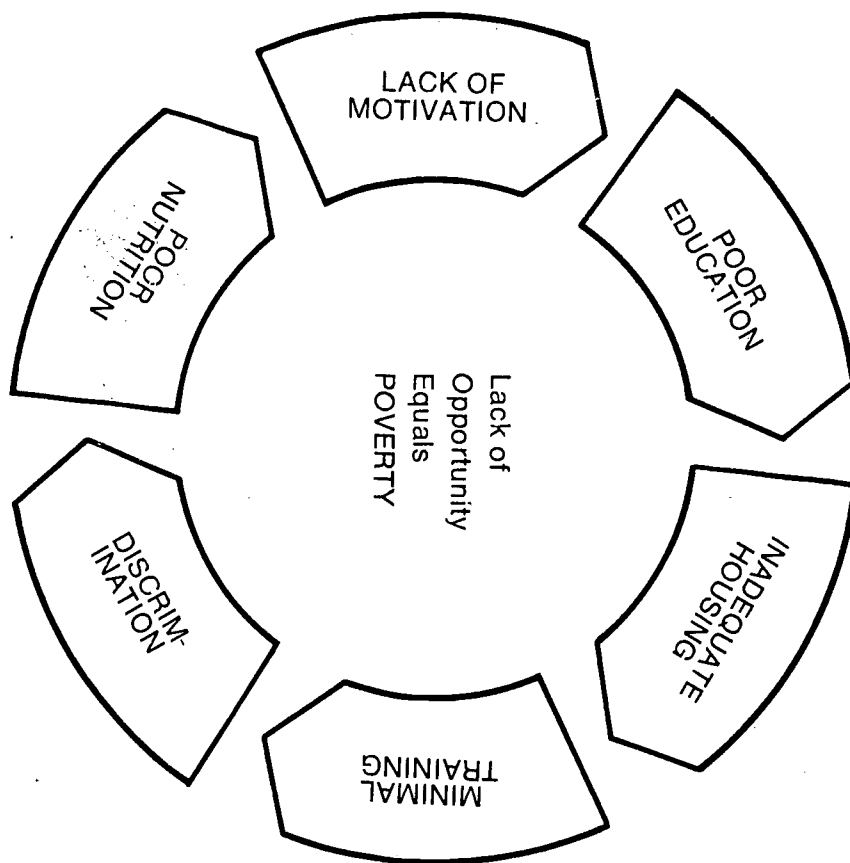 LACK OF
MOTIVATION
POOR
EDUCATION
INADEQUATE
HOUSING
MINIMAL
TRAINING
DISCRIM-
INATION
POOR
NUTRITION
Lack of
Opportunity
Equals
POVERTY